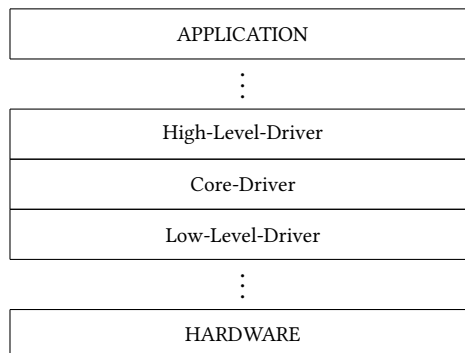 APPLICATION
⋮
High-Level-Driver
Core-Driver
Low-Level-Driver
⋮
HARDWARE